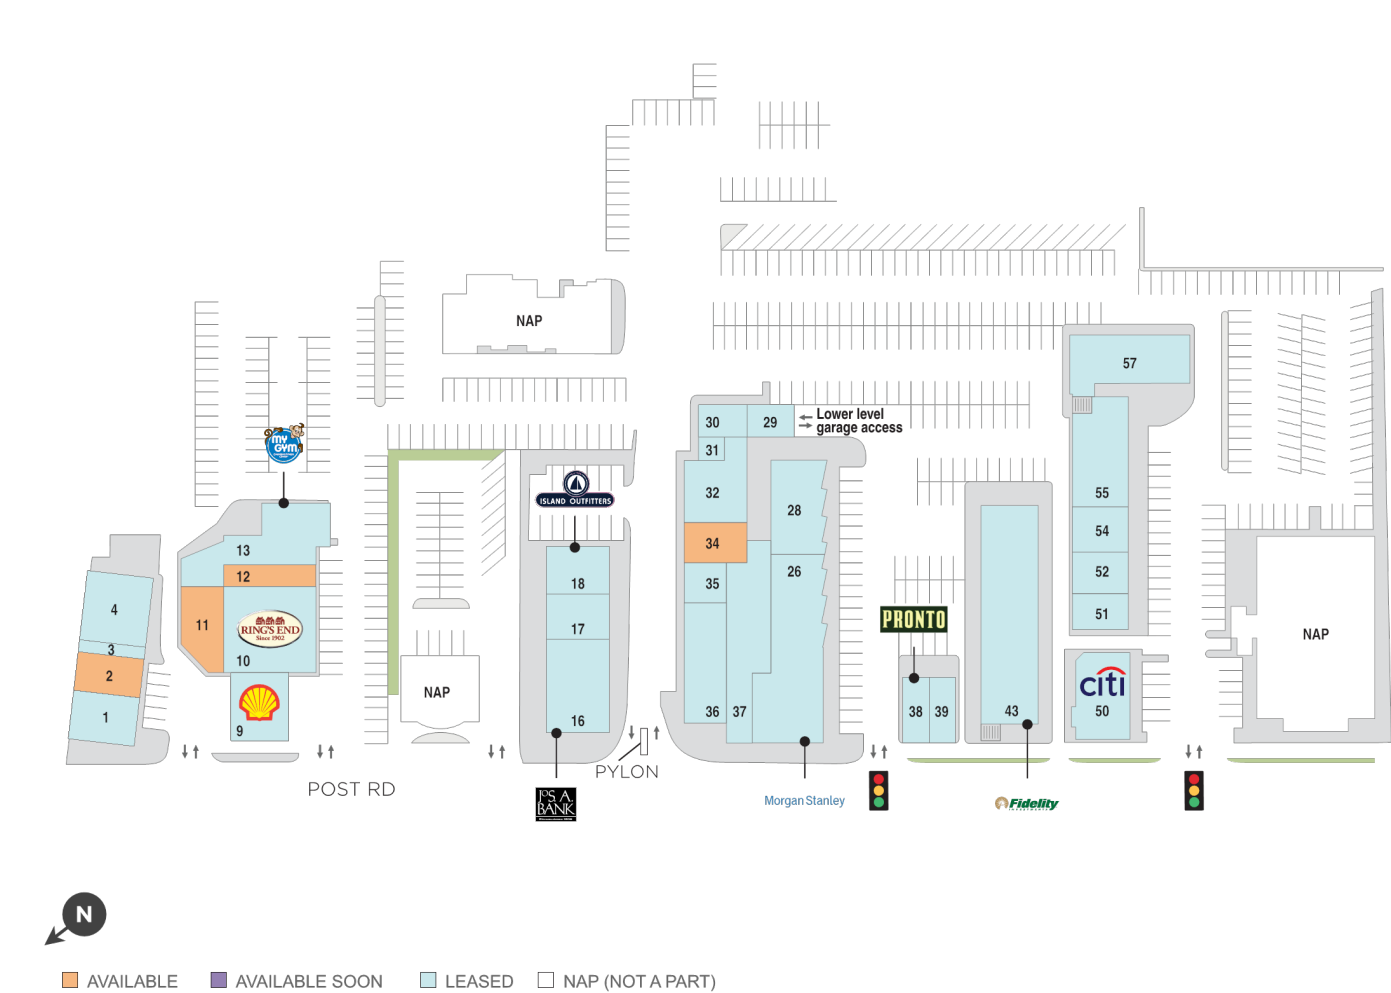 NAP
57
30
29
Lower level
garage access
31
my
GYM
32
55
ISLAND OUTFITTERS
28
34
54
13
12
18
35
26
52
4
11
RING'S END
Since 1902
17
PRONTO
51
3
NAP
2
10
NAP
citi
1
9
16
36
37
38
39
43
50
PYLON
POST RD
JOS. A.
BANK
Morgan Stanley
Fidelity
INVESTMENTS
N
AVAILABLE
AVAILABLE SOON
LEASED
NAP (NOT A PART)